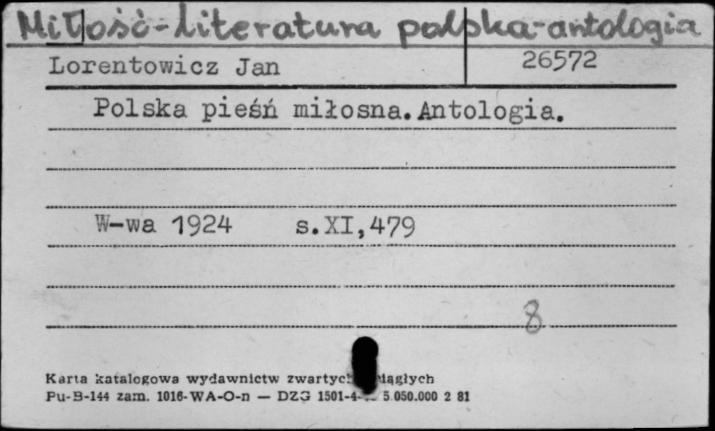 Miłość-literatura polska-antologia
Lorentowicz Jan 26572
Polska pieśń miłosna. Antologia.
W-wa 1924 s.XI,479
8
Karta katalogowa wydawnictw
Pu-B-144 zam. 1016-WA-O-n — DZG 1501-4- 5.050.000 2 81